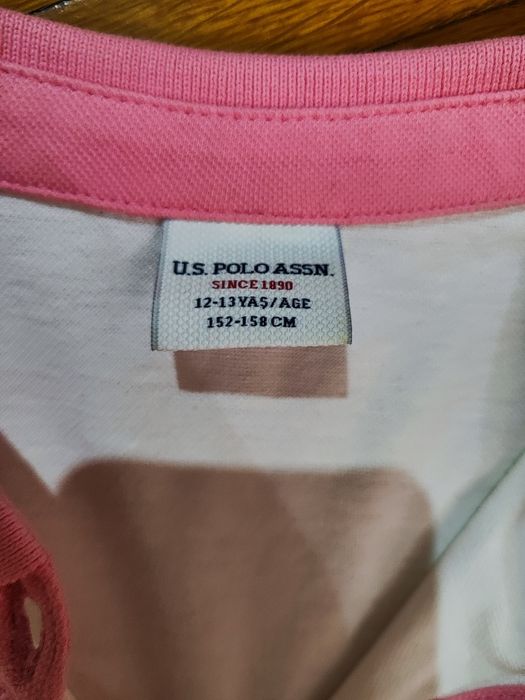 U.S. POLO ASSN.
SINCE 1890
12-13 YAŞ/AGE
152-158 CM